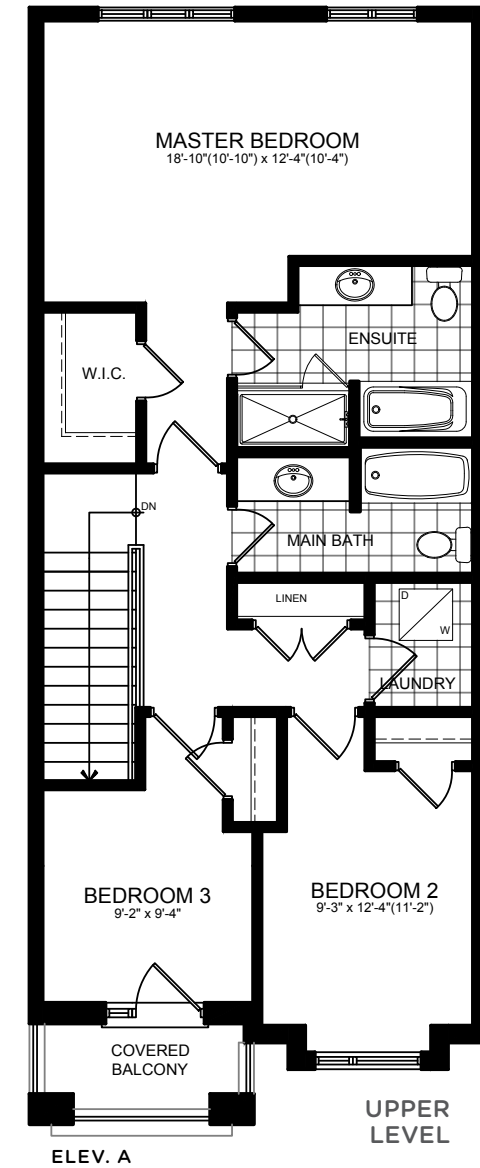 MASTER BEDROOM
18'-10"(10'-10") x 12'-4"(10'-4")
ENSUITE
W.I.C.
DN
MAIN BATH
LINEN
D
W
LAUNDRY
BEDROOM 3
9'-2" x 9'-4"
BEDROOM 2
9'-3" x 12'-4"(11'-2")
COVERED
BALCONY
UPPER
LEVEL
ELEV. A